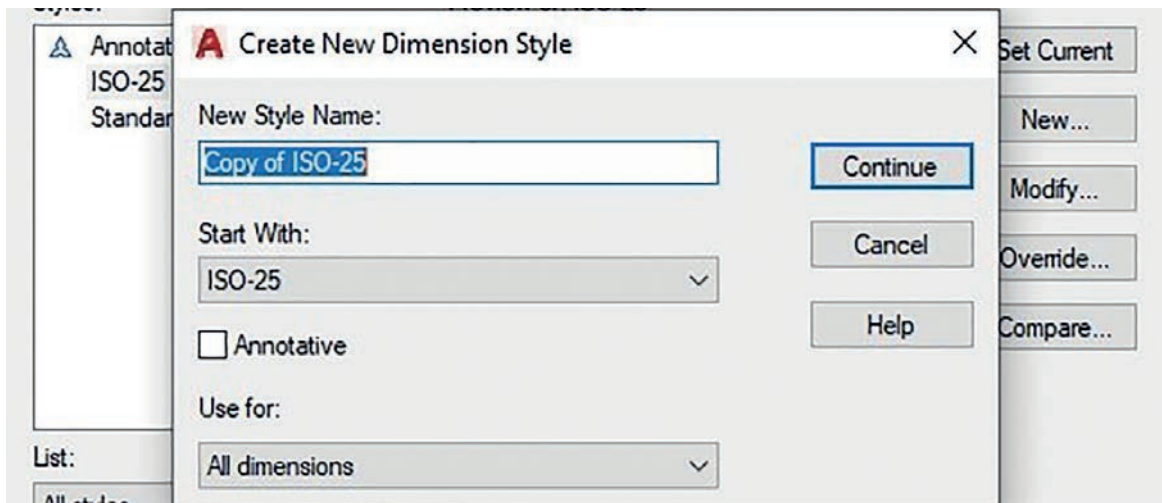 Create New Dimension Style
Annotat
ISO-25
Standar
New Style Name:
Copy of ISO-25
Start With:
ISO-25
Annotative
Use for:
All dimensions
Continue
Cancel
Help
Set Current
New...
Modify...
Override...
Compare...
List: